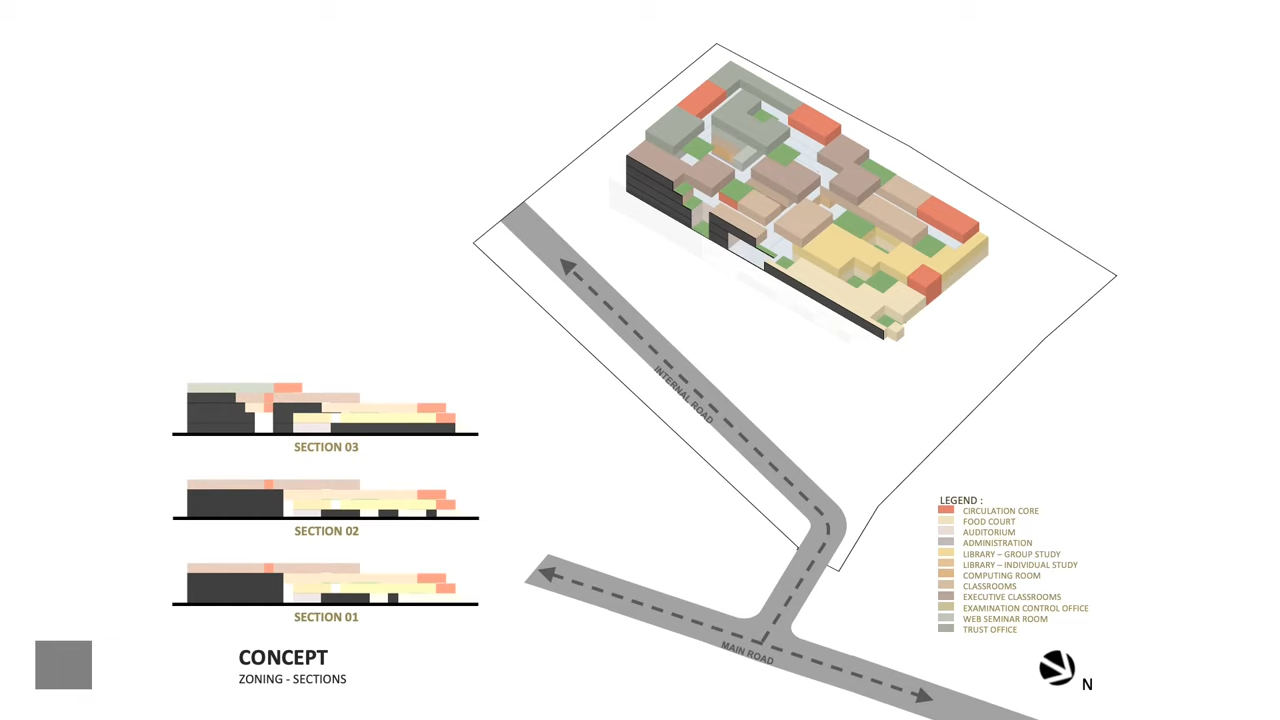 INTERNAL ROAD
SECTION 03
SECTION 02
SECTION 01
MAIN ROAD
CONCEPT
ZONING - SECTIONS
LEGEND :
CIRCULATION CORE
FOOD COURT
AUDITORIUM
ADMINISTRATION
LIBRARY – GROUP STUDY
LIBRARY – INDIVIDUAL STUDY
COMPUTING ROOM
CLASSROOMS
EXECUTIVE CLASSROOMS
EXAMINATION CONTROL OFFICE
WEB SEMINAR ROOM
TRUST OFFICE
N